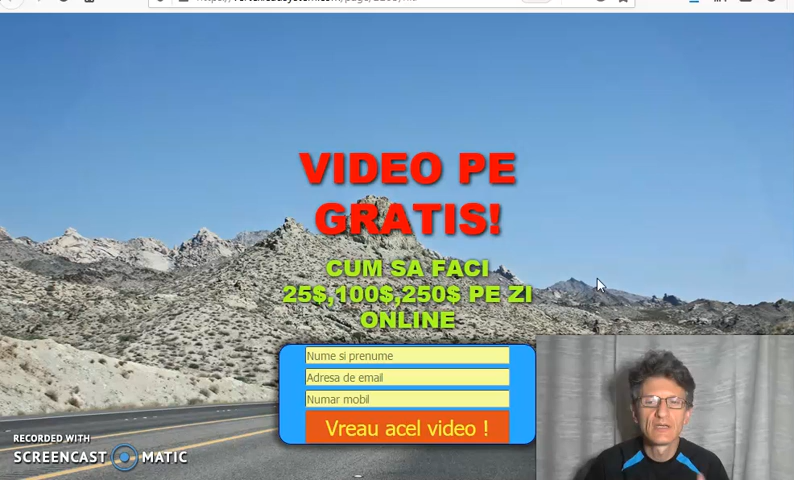 VIDEO PE
GRATIS!
CUM SA FACI
25$,100$,250$ PE ZI
ONLINE
Nume si prenume
Adresa de email
Numar mobil
Vreau acel video !
RECORDED WITH
SCREENCAST MATIC